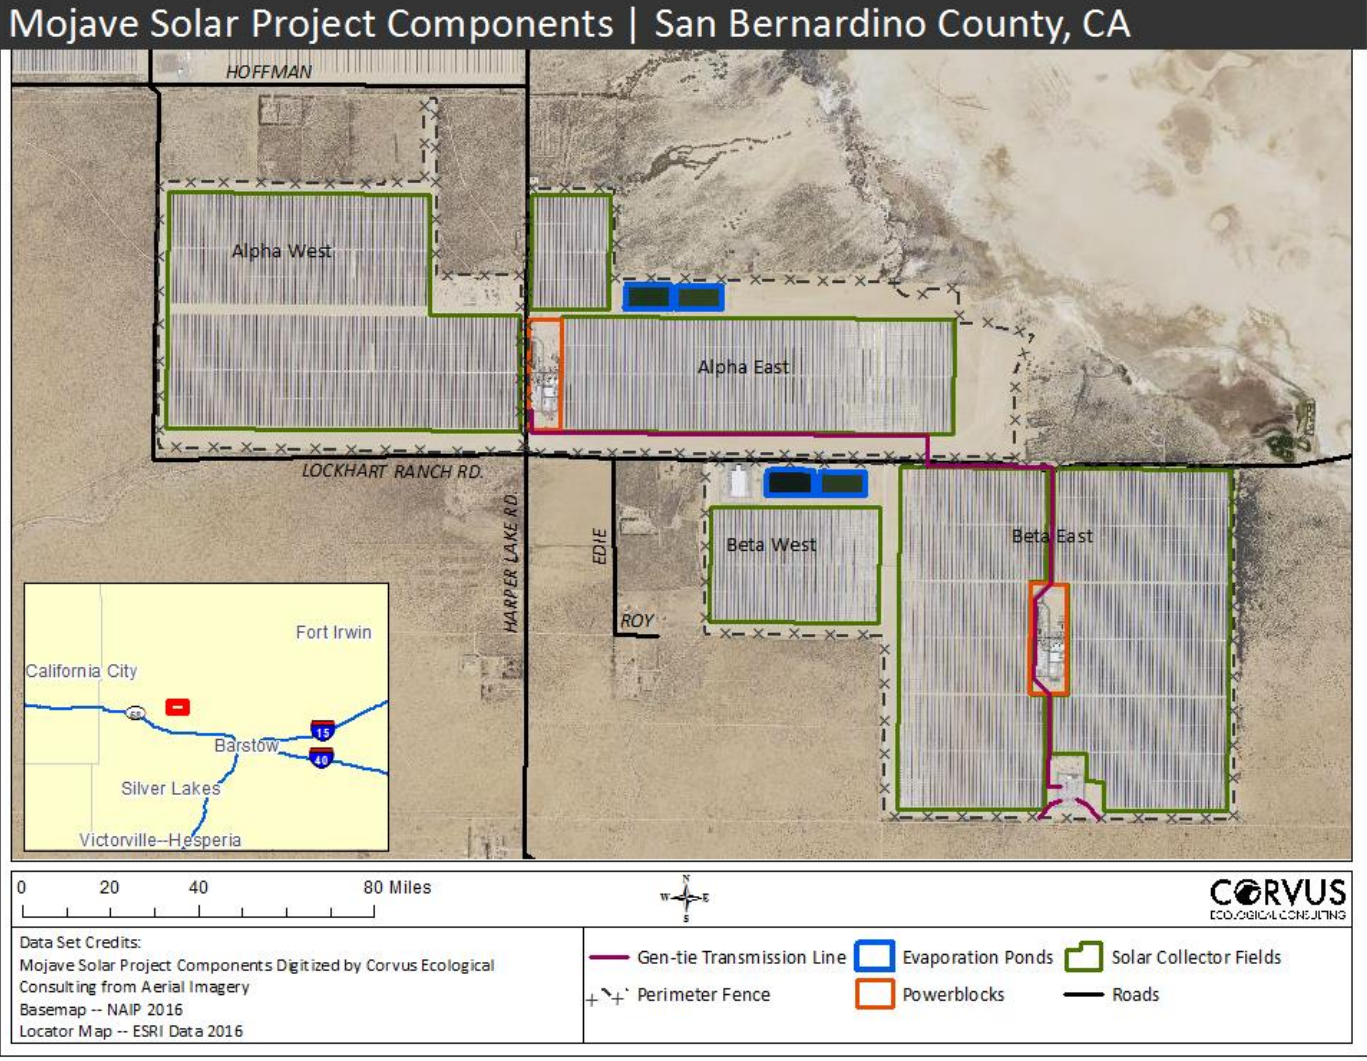 Mojave Solar Project Components | San Bernardino County, CA
HOFFMAN
Alpha West
Alpha East
LOCKHART RANCH RD.
HARPER LAKE RD.
EDIE
ROY
Beta West
Beta East
Fort Irwin
California City
58
15
Barstow
40
Silver Lakes
Victorville--Hesperia
0 20 40 80 Miles
N
W E
S
CORVUS
ECOLOGICAL CONSULTING
Data Set Credits:
Mojave Solar Project Components Digitized by Corvus Ecological
Consulting from Aerial Imagery
Basemap -- NAIP 2016
Locator Map -- ESRI Data 2016
Gen-tie Transmission Line
Evaporation Ponds
Solar Collector Fields
Perimeter Fence
Powerblocks
Roads